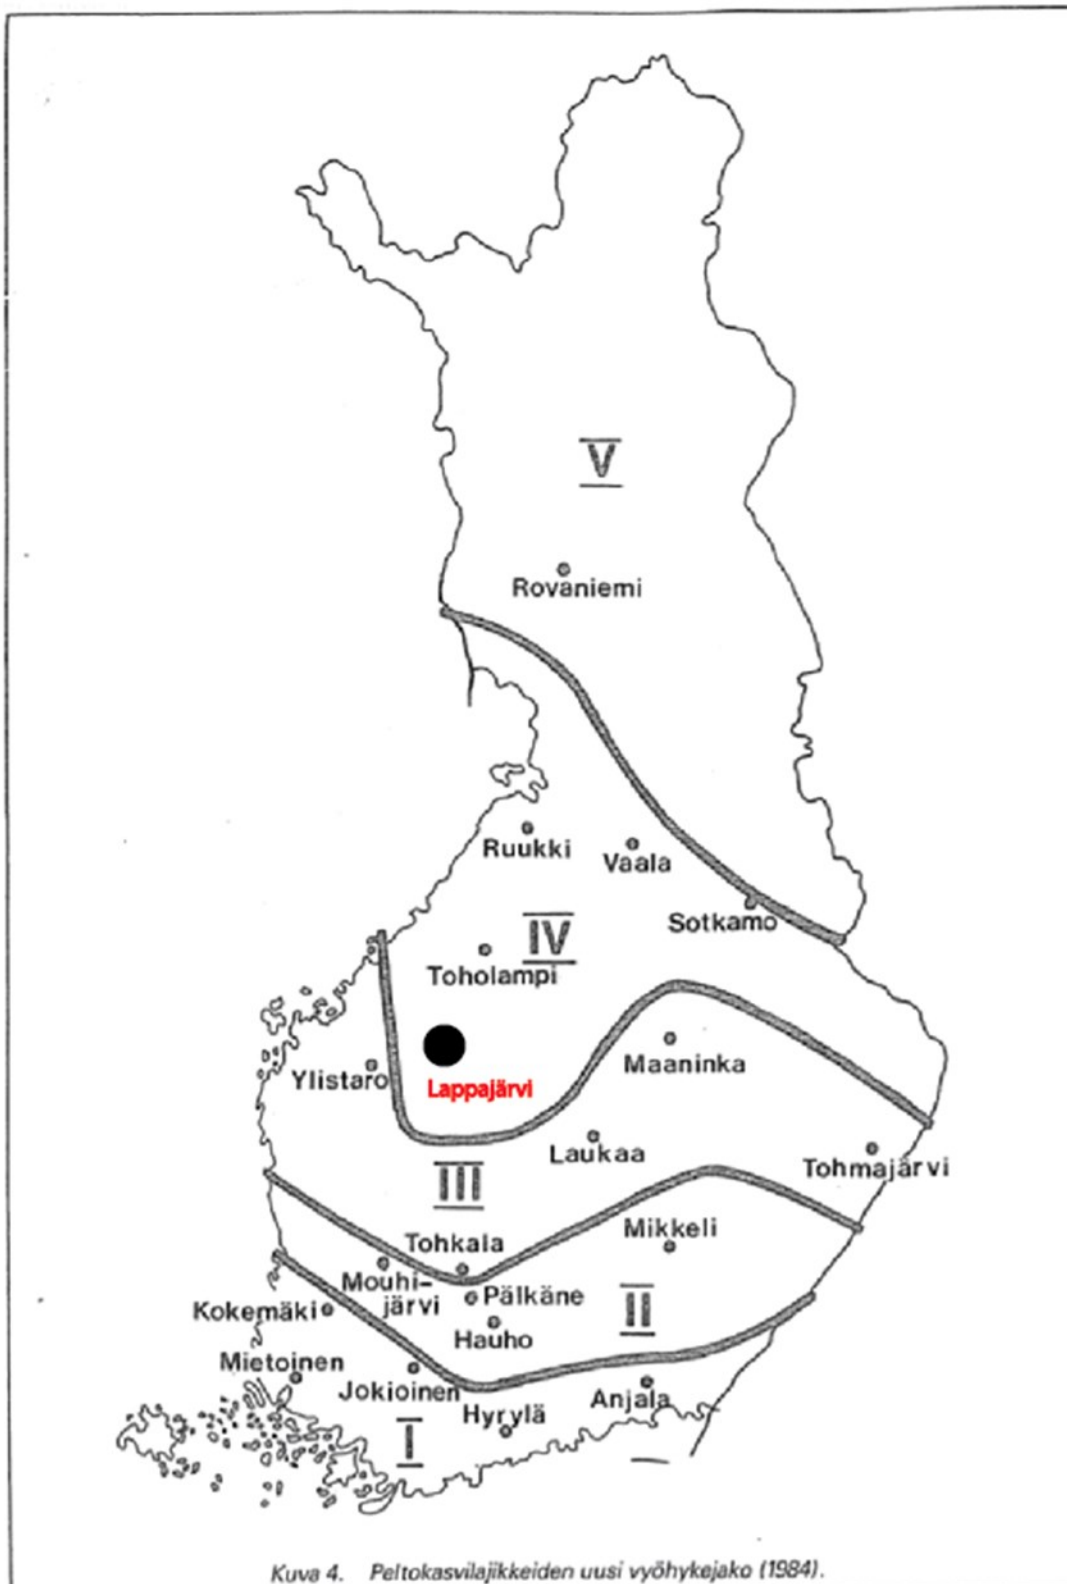 V
Rovaniemi
Ruukki
Vaala
Sotkamo
IV
Toholampi
Maaninka
Ylistaro
Lappajärvi
Laukaa
Tohmajärvi
III
Mikkeli
Tohkala
Mouhi-
järvi
Pälkäne
II
Kokemäki
Hauho
Mietoinen
Jokioinen
Anjala
Hyrylä
I
Kuva 4. Peltokasvilajikkeiden uusi vyöhykejako (1984).